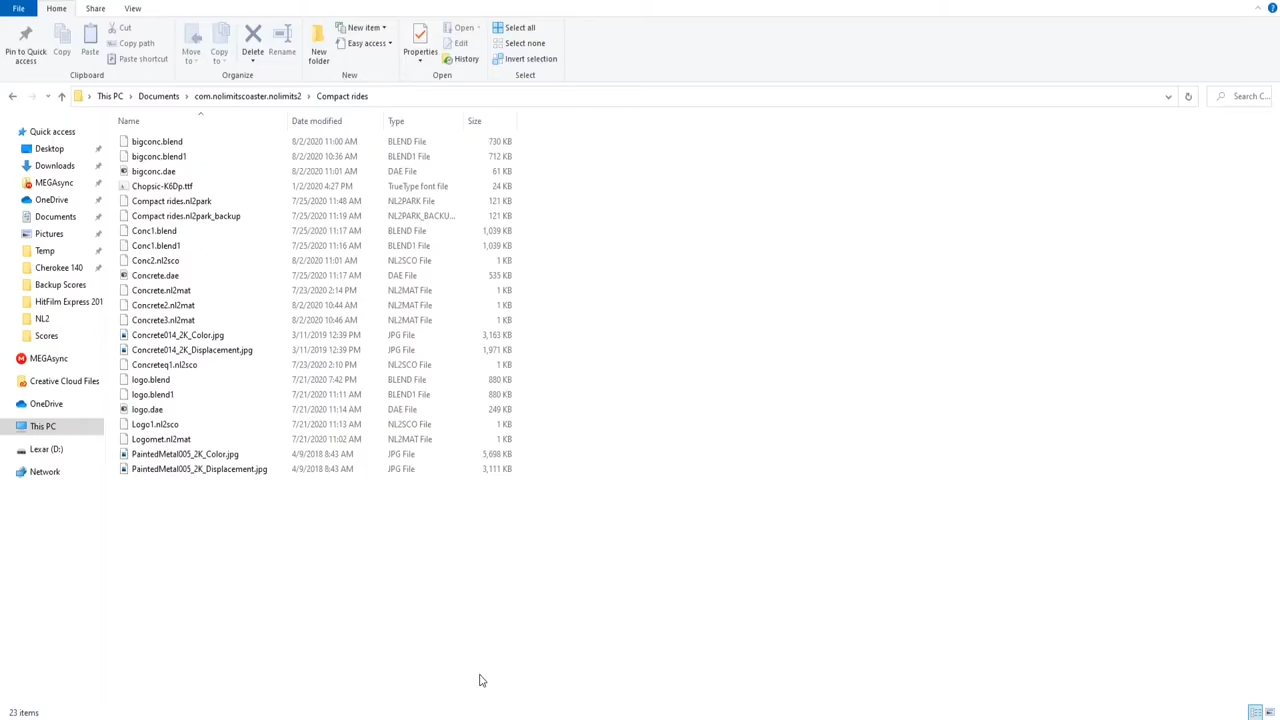 File Home Share View
Pin to Quick access
Copy
Paste
Cut
Copy path
Paste shortcut
Clipboard
Move to
Copy to
Delete
Rename
Organize
New folder
New item
Easy access
New
Properties
Open
Edit
History
Open
Select all
Select none
Invert selection
Select
This PC > Documents > com.nolimitscoaster.nolimits2 > Compact rides
Search C...
Quick access
Desktop
Downloads
MEGAsync
OneDrive
Documents
Pictures
Temp
Cherokee 140
Backup Scores
HitFilm Express 201
NL2
Scores
MEGAsync
Creative Cloud Files
OneDrive
This PC
Lexar (D:)
Network
Name Date modified Type Size
bigconc.blend 8/2/2020 11:00 AM BLEND File 730 KB
bigconc.blend1 8/2/2020 10:36 AM BLEND1 File 712 KB
bigconc.dae 8/2/2020 11:01 AM DAE File 61 KB
Chopsic-K6Dp.ttf 1/2/2020 4:27 PM TrueType font file 24 KB
Compact rides.nl2park 7/25/2020 11:48 AM NL2PARK File 121 KB
Compact rides.nl2park_backup 7/25/2020 11:19 AM NL2PARK_BACKU... 121 KB
Conc1.blend 7/25/2020 11:17 AM BLEND File 1,039 KB
Conc1.blend1 7/25/2020 11:16 AM BLEND1 File 1,039 KB
Conc2.nl2sco 8/2/2020 11:01 AM NL2SCO File 1 KB
Concrete.dae 7/25/2020 11:17 AM DAE File 535 KB
Concrete.nl2mat 7/23/2020 2:14 PM NL2MAT File 1 KB
Concrete2.nl2mat 8/2/2020 10:44 AM NL2MAT File 1 KB
Concrete3.nl2mat 8/2/2020 10:46 AM NL2MAT File 1 KB
Concrete014_2K_Color.jpg 3/11/2019 12:39 PM JPG File 3,163 KB
Concrete014_2K_Displacement.jpg 3/11/2019 12:39 PM JPG File 1,971 KB
Concreteq1.nl2sco 7/23/2020 2:10 PM NL2SCO File 1 KB
logo.blend 7/21/2020 7:42 PM BLEND File 880 KB
logo.blend1 7/21/2020 11:11 AM BLEND1 File 880 KB
logo.dae 7/21/2020 11:14 AM DAE File 249 KB
Logo1.nl2sco 7/21/2020 11:13 AM NL2SCO File 1 KB
Logomet.nl2mat 7/21/2020 11:02 AM NL2MAT File 1 KB
PaintedMetal005_2K_Color.jpg 4/9/2018 8:43 AM JPG File 5,698 KB
PaintedMetal005_2K_Displacement.jpg 4/9/2018 8:43 AM JPG File 3,111 KB
23 items